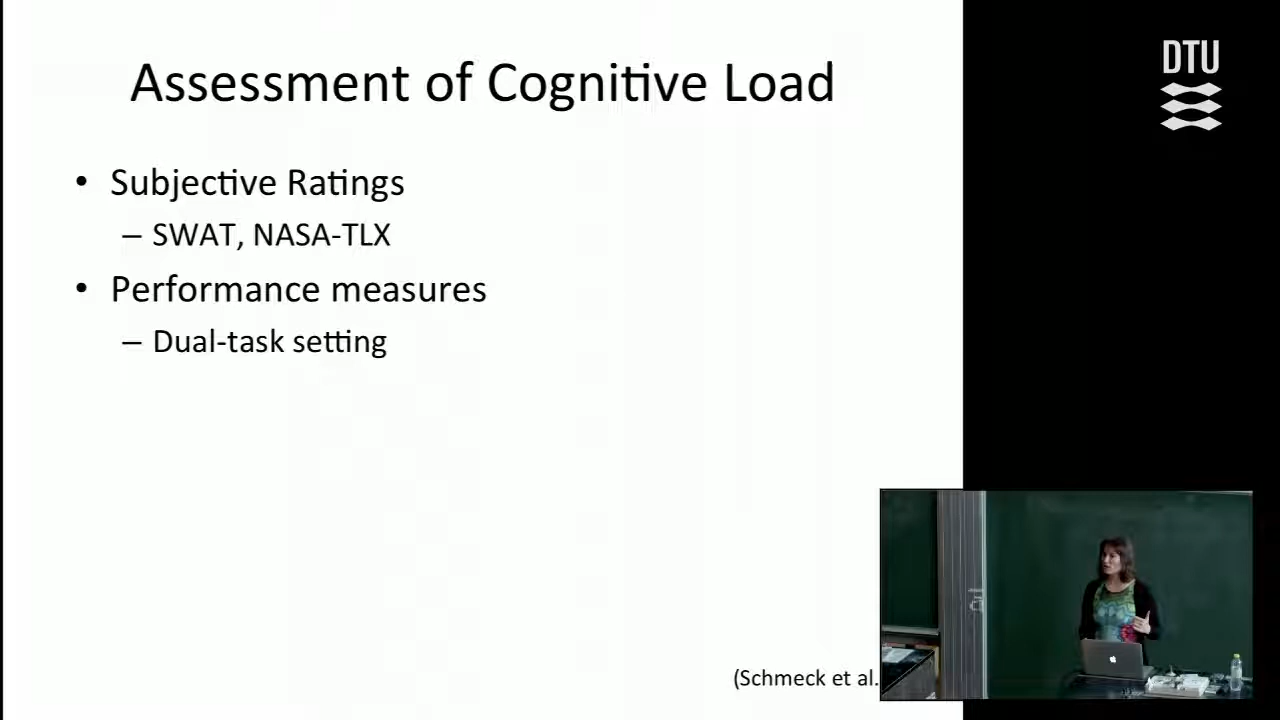 Assessment of Cognitive Load
DTU
• Subjective Ratings
– SWAT, NASA-TLX
• Performance measures
– Dual-task setting
(Schmeck et al.